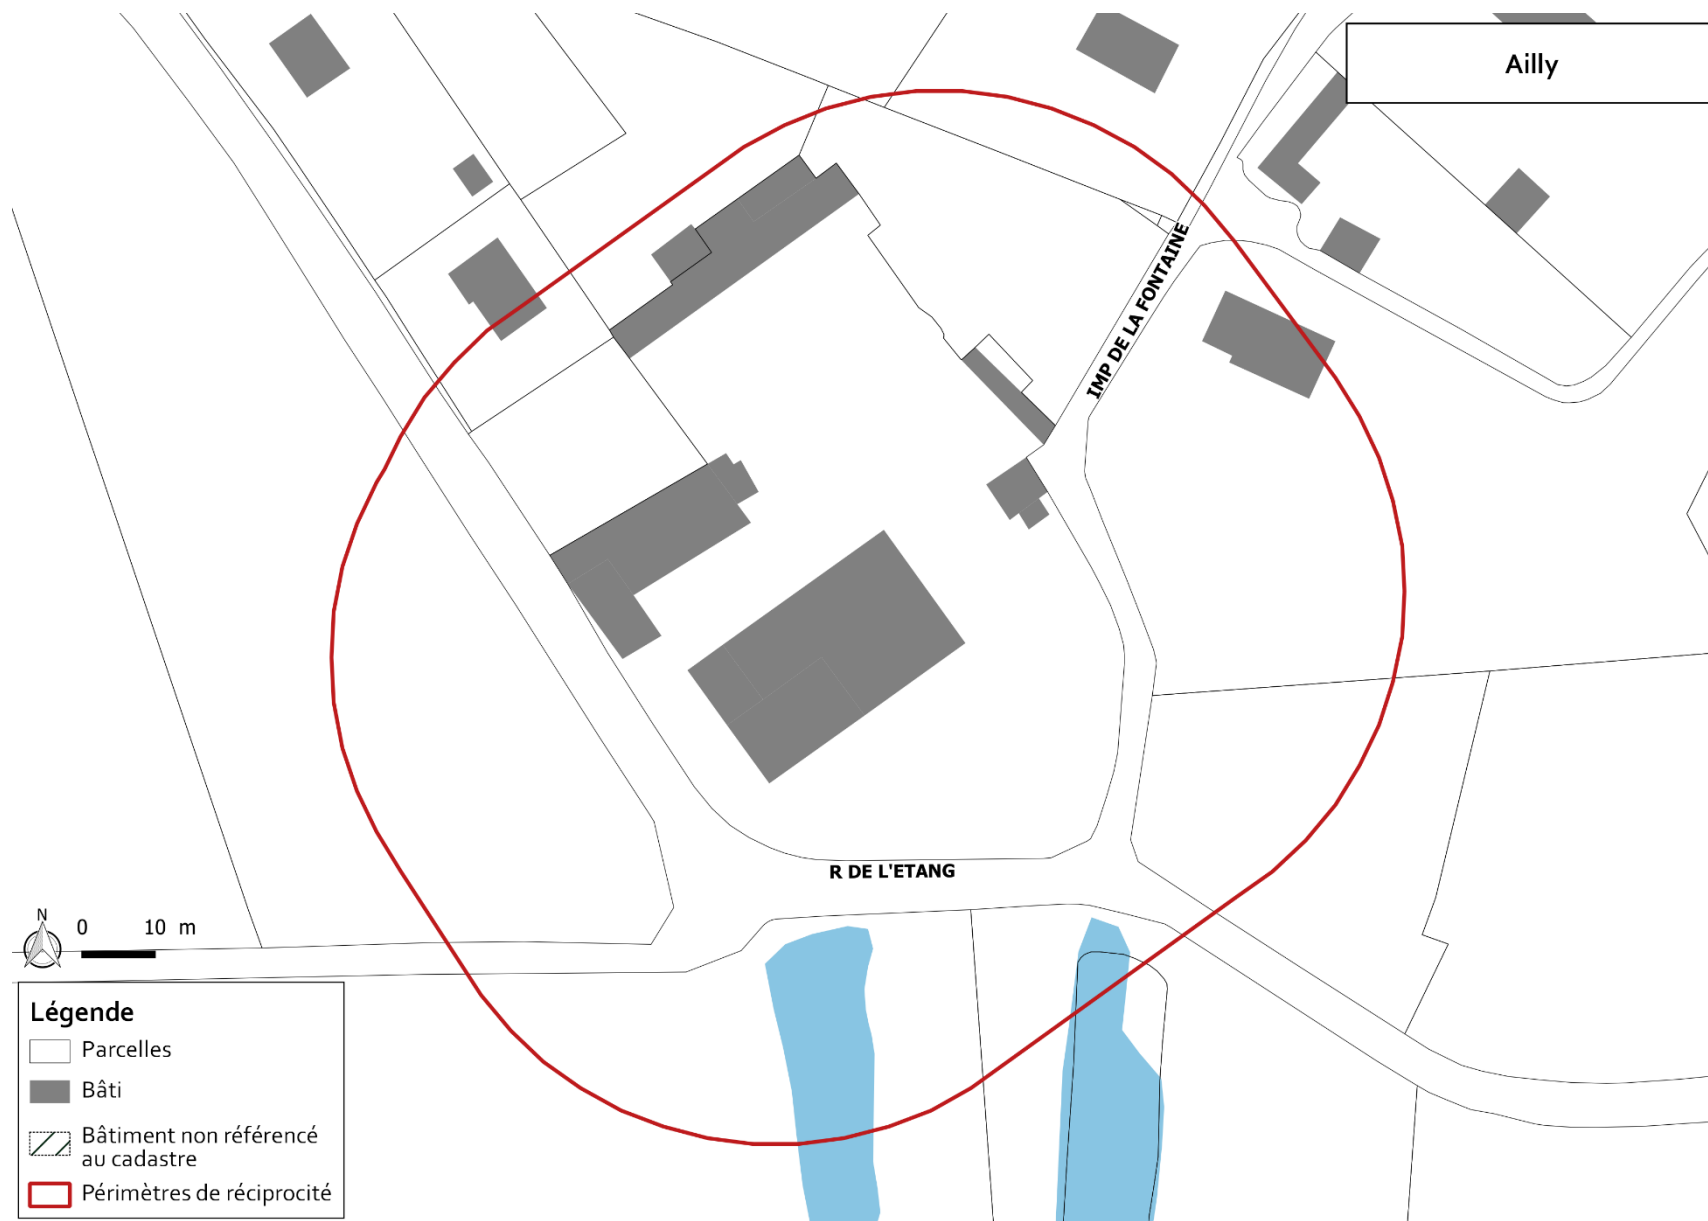 Ailly
IMP DE LA FONTAINE
R DE L'ETANG
N
0 10 m
Légende
Parcelles
Bâti
Bâtiment non référencé
au cadastre
Périmètres de réciprocité